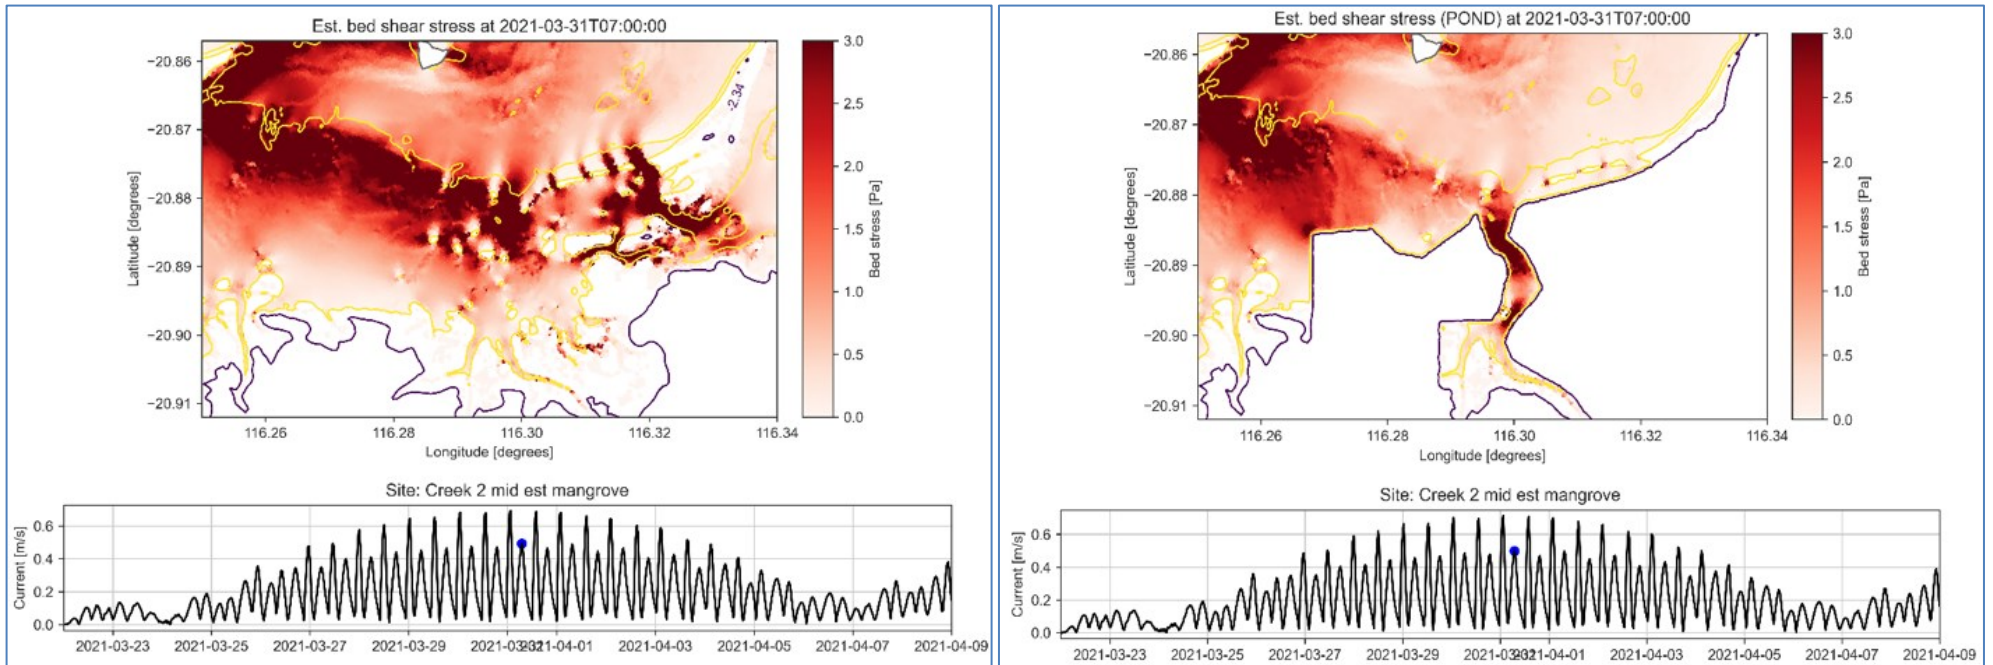 Est. bed shear stress at 2021-03-31T07:00:00
−20.86
−20.87
−20.88
−20.89
−20.90
−20.91
Latitude [degrees]
-2.34
116.26 116.28 116.30 116.32 116.34
Longitude [degrees]
3.0
2.5
2.0
1.5
1.0
0.5
0.0
Bed stress [Pa]
Site: Creek 2 mid est mangrove
Current [m/s]
0.6
0.4
0.2
0.0
2021-03-23 2021-03-25 2021-03-27 2021-03-29 2021-04-01 2021-04-03 2021-04-05 2021-04-07 2021-04-09
Est. bed shear stress (POND) at 2021-03-31T07:00:00
−20.86
−20.87
−20.88
−20.89
−20.90
−20.91
Latitude [degrees]
116.26 116.28 116.30 116.32 116.34
Longitude [degrees]
3.0
2.5
2.0
1.5
1.0
0.5
0.0
Bed stress [Pa]
Site: Creek 2 mid est mangrove
Current [m/s]
0.6
0.4
0.2
0.0
2021-03-23 2021-03-25 2021-03-27 2021-03-29 2021-04-01 2021-04-03 2021-04-05 2021-04-07 2021-04-09